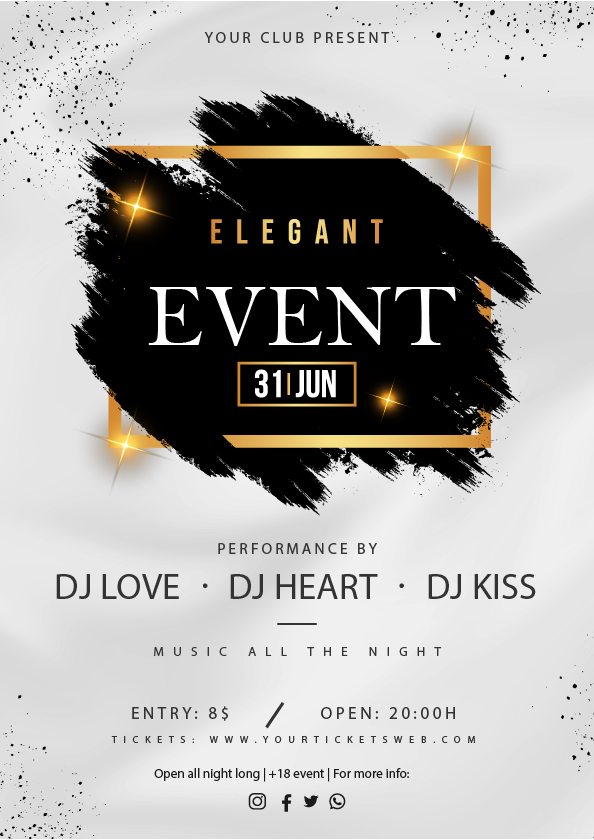 YOUR CLUB PRESENT
ELEGANT
EVENT
31|JUN
PERFORMANCE BY
DJ LOVE · DJ HEART · DJ KISS
MUSIC ALL THE NIGHT
ENTRY: 8$ / OPEN: 20:00H
TICKETS: WWW.YOURTICKETSWEB.COM
Open all night long | +18 event | For more info: